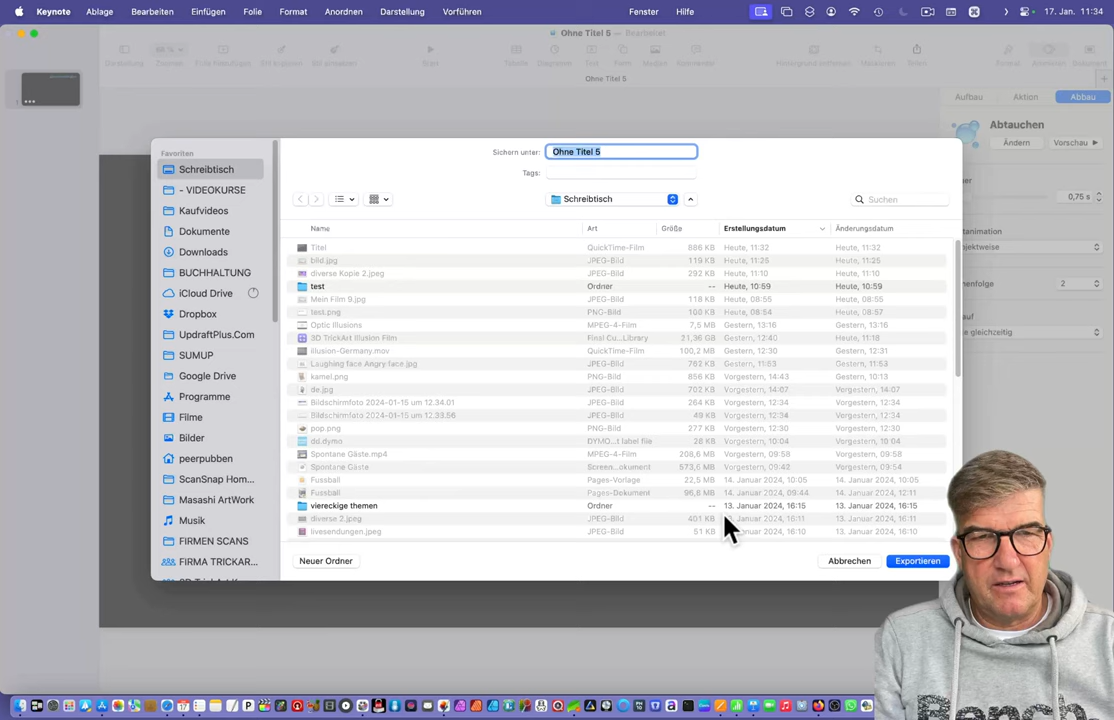 Keynote Ablage Bearbeiten Einfügen Folie Format Anordnen Darstellung Vorführen Fenster Hilfe 17. Jan. 11:34
Ohne Titel 5 — Bearbeitet
Ohne Titel 5
Aufbau Aktion Abbau
Abtauchen
Ändern Vorschau
0,75 s
2
Favoriten
Schreibtisch
- VIDEOKURSE
Kaufvideos
Dokumente
Downloads
BUCHHALTUNG
iCloud Drive
Dropbox
UpdraftPlus.Com
SUMUP
Google Drive
Programme
Filme
Bilder
peerpubben
ScanSnap Hom...
Masashi ArtWork
Musik
FIRMEN SCANS
FIRMA TRICKAR...
Sichern unter: Ohne Titel 5
Tags:
Schreibtisch
Suchen
Name Art Größe Erstellungsdatum Änderungsdatum
Titel QuickTime-Film 886 KB Heute, 11:32 Heute, 11:32
bild.jpg JPEG-Bild 119 KB Heute, 11:25 Heute, 11:25
diverse Kopie 2.jpeg JPEG-Bild 292 KB Heute, 11:10 Heute, 11:20
test Ordner -- Heute, 10:59 Heute, 10:59
Mein Film 9.jpg JPEG-Bild 118 KB Heute, 08:55 Heute, 08:55
PNG-Bild 100 KB Heute, 08:54 Heute, 08:57
Optic Illusions MPEG-4-Film 7,5 MB Gestern, 13:16 Gestern, 13:16
3D TrickArt Illusion Film Final Cu...Library 21,36 GB Gestern, 12:40 Heute, 11:18
illusion-Germany.mov QuickTime-Film 100,2 MB Gestern, 12:31 Gestern, 12:31
Laughing face Angry face.jpg JPEG-Bild 762 KB Gestern, 11:53 Gestern, 11:53
kamel.png PNG-Bild 856 KB Vorgestern, 14:43 Gestern, 10:13
de.jpg JPEG-Bild 702 KB Vorgestern, 14:07 Vorgestern, 14:07
Bildschirmfoto 2024-01-15 um 12.34.01 JPEG-Bild 264 KB Vorgestern, 12:34 Vorgestern, 12:34
Bildschirmfoto 2024-01-15 um 12.33.56 JPEG-Bild 49 KB Vorgestern, 12:34 Vorgestern, 12:34
pop.png PNG-Bild 277 KB Vorgestern, 12:30 Vorgestern, 12:30
dd.dymo DYMO...t label file 28 KB Vorgestern, 10:04 Vorgestern, 10:04
Spontane Gäste.mp4 MPEG-4-Film 208,6 MB Vorgestern, 09:58 Vorgestern, 10:00
Spontane Gäste Screen...okument 573,6 MB Vorgestern, 09:42 Vorgestern, 09:54
Fussball Pages-Vorlage 22,5 MB 14. Januar 2024, 10:05 14. Januar 2024, 10:05
Fussball Pages-Dokument 96,8 MB 14. Januar 2024, 09:44 14. Januar 2024, 12:11
viereckige themen Ordner -- 13. Januar 2024, 16:15 13. Januar 2024, 16:15
diverse 2.jpeg JPEG-Bild 401 KB 13. Januar 2024, 16:11 13. Januar 2024, 16:11
livesendungen.jpeg JPEG-Bild 51 KB 13. Januar 2024, 16:10
Neuer Ordner Abbrechen Exportieren